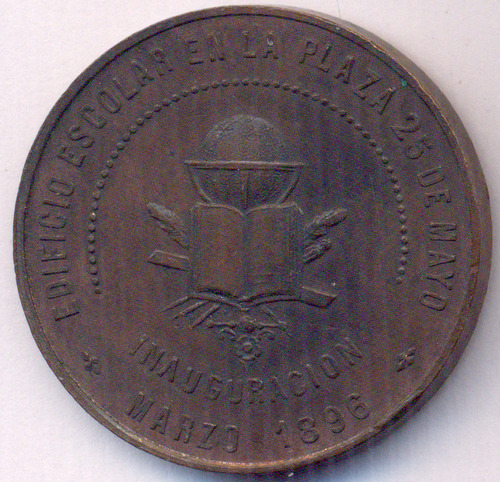 EDIFICIO ESCOLAR EN LA PLAZA 25 DE MAYO
INAUGURACION
MARZO 1896